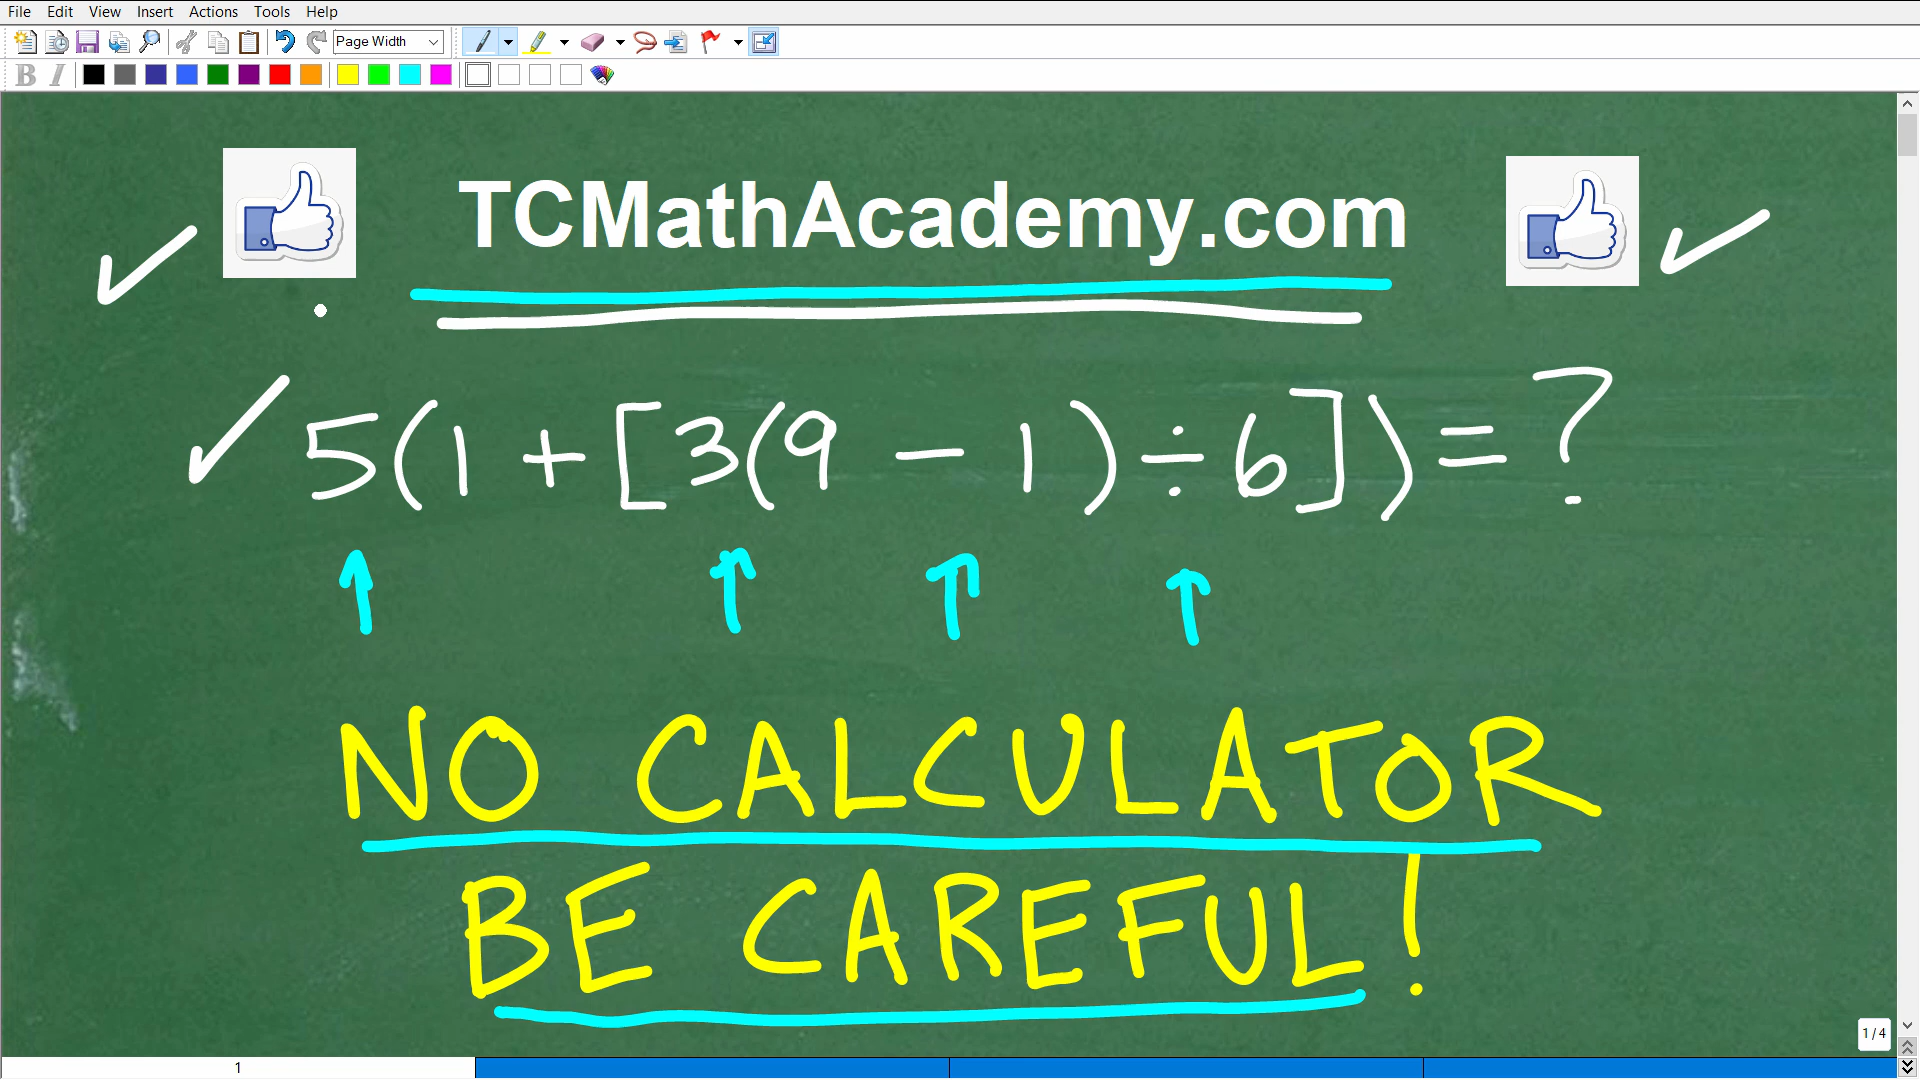 File Edit View Insert Actions Tools Help
Page Width
B I
TCMathAcademy.com
5(1 + [3(9 - 1) ÷ 6]) = ?
NO CALCULATOR
BE CAREFUL!
1 / 4
1